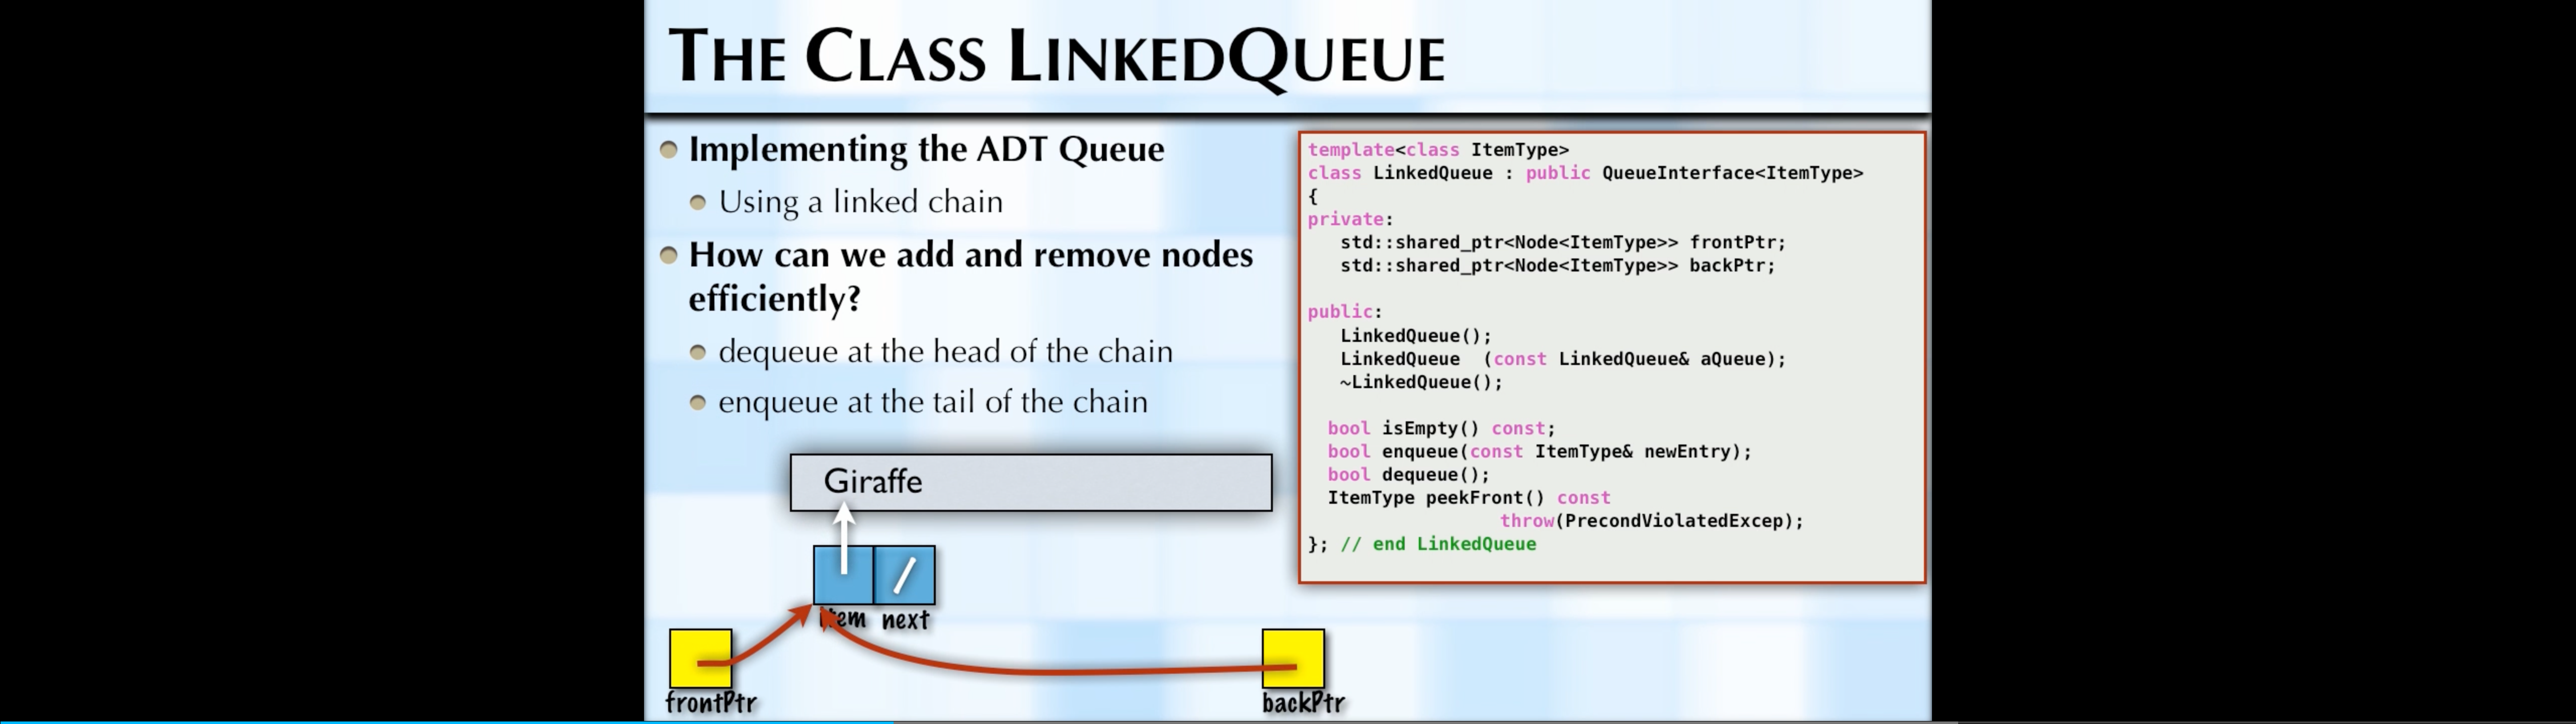 THE CLASS LINKEDQUEUE
Implementing the ADT Queue
Using a linked chain
How can we add and remove nodes
efficiently?
dequeue at the head of the chain
enqueue at the tail of the chain
Giraffe
item next
frontPtr
backPtr
template<class ItemType>
class LinkedQueue : public QueueInterface<ItemType>
{
private:
   std::shared_ptr<Node<ItemType>> frontPtr;
   std::shared_ptr<Node<ItemType>> backPtr;
public:
   LinkedQueue();
   LinkedQueue  (const LinkedQueue& aQueue);
   ~LinkedQueue();
  bool isEmpty() const;
  bool enqueue(const ItemType& newEntry);
  bool dequeue();
  ItemType peekFront() const
                  throw(PrecondViolatedExcep);
}; // end LinkedQueue